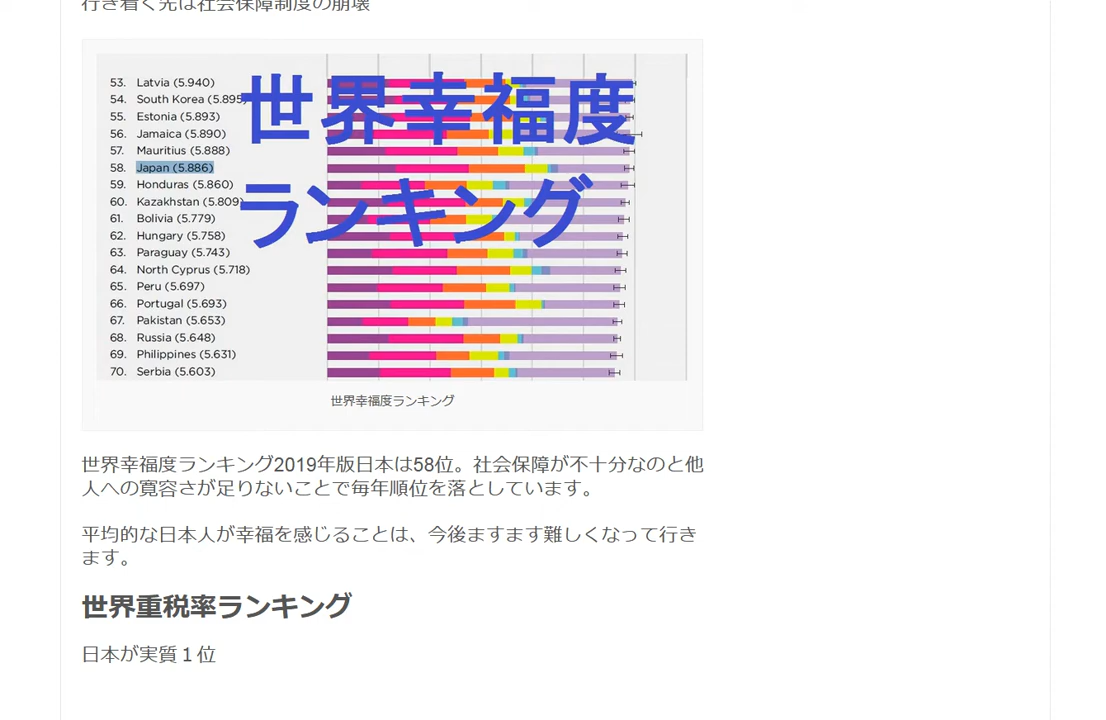 行き着く先は社会保障制度の崩壊
世界幸福度
ランキング
53. Latvia (5.940)
54. South Korea (5.895)
55. Estonia (5.893)
56. Jamaica (5.890)
57. Mauritius (5.888)
58. Japan (5.886)
59. Honduras (5.860)
60. Kazakhstan (5.809)
61. Bolivia (5.779)
62. Hungary (5.758)
63. Paraguay (5.743)
64. North Cyprus (5.718)
65. Peru (5.697)
66. Portugal (5.693)
67. Pakistan (5.653)
68. Russia (5.648)
69. Philippines (5.631)
70. Serbia (5.603)
世界幸福度ランキング
世界幸福度ランキング2019年版日本は58位。社会保障が不十分なのと他
人への寛容さが足りないことで毎年順位を落としています。
平均的な日本人が幸福を感じることは、今後ますます難しくなって行き
ます。
世界重税率ランキング
日本が実質１位